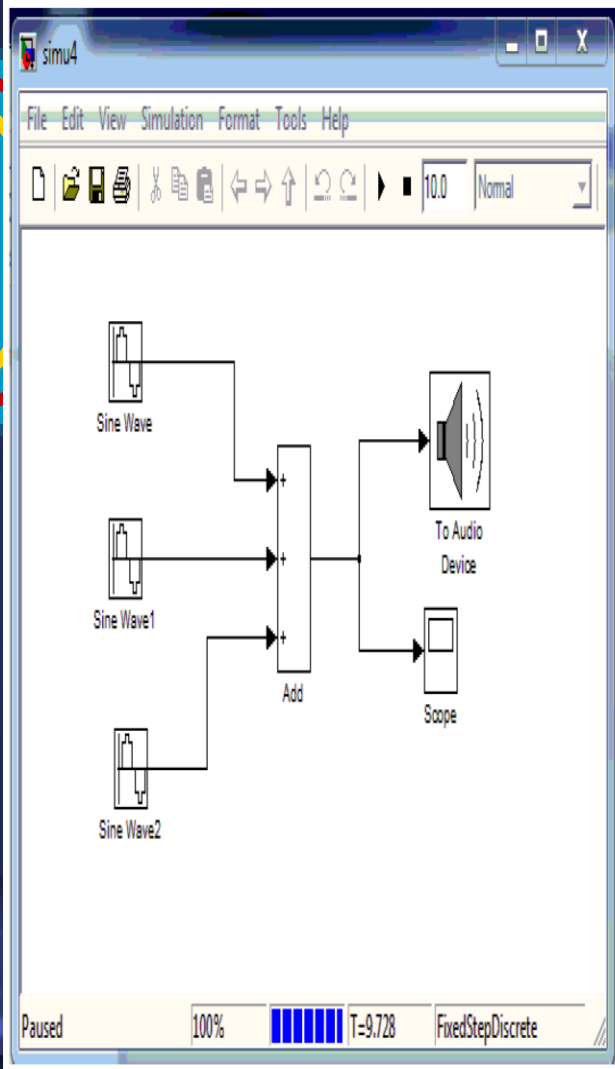 simu4
File Edit View Simulation Format Tools Help
10.0 Normal
Sine Wave
To Audio
Device
Sine Wave1
+
+
+
Add
Scope
Sine Wave2
Paused 100% T=9.728 FixedStepDiscrete